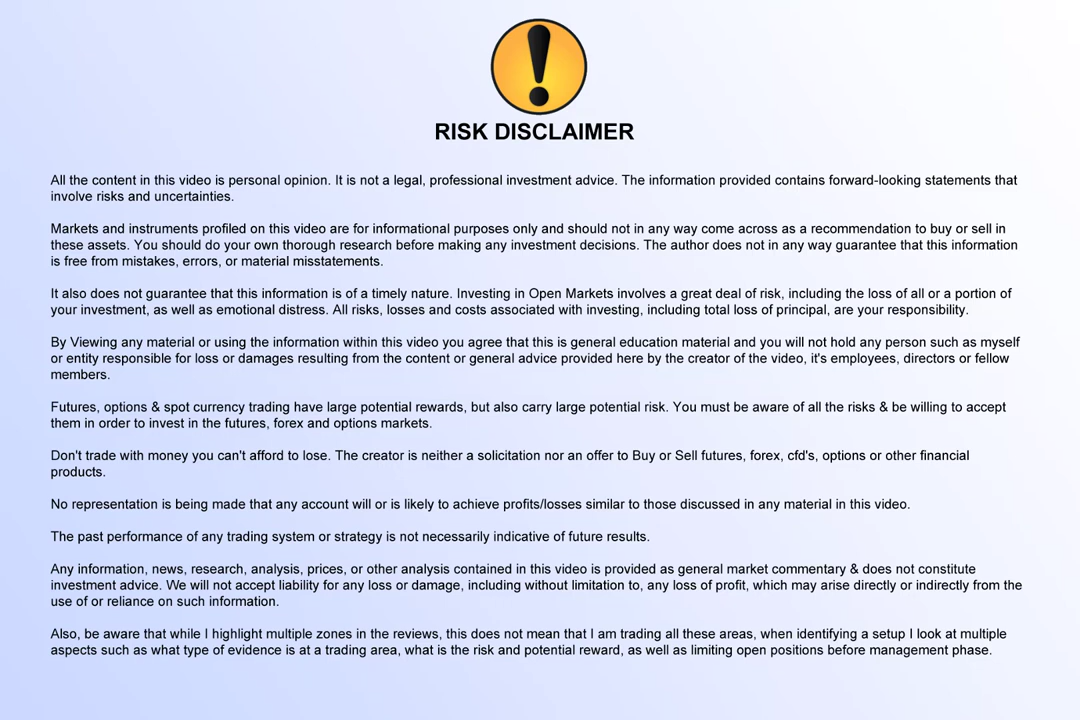 RISK DISCLAIMER
All the content in this video is personal opinion. It is not a legal, professional investment advice. The information provided contains forward-looking statements that
involve risks and uncertainties.
Markets and instruments profiled on this video are for informational purposes only and should not in any way come across as a recommendation to buy or sell in
these assets. You should do your own thorough research before making any investment decisions. The author does not in any way guarantee that this information
is free from mistakes, errors, or material misstatements.
It also does not guarantee that this information is of a timely nature. Investing in Open Markets involves a great deal of risk, including the loss of all or a portion of
your investment, as well as emotional distress. All risks, losses and costs associated with investing, including total loss of principal, are your responsibility.
By Viewing any material or using the information within this video you agree that this is general education material and you will not hold any person such as myself
or entity responsible for loss or damages resulting from the content or general advice provided here by the creator of the video, it's employees, directors or fellow
members.
Futures, options & spot currency trading have large potential rewards, but also carry large potential risk. You must be aware of all the risks & be willing to accept
them in order to invest in the futures, forex and options markets.
Don't trade with money you can't afford to lose. The creator is neither a solicitation nor an offer to Buy or Sell futures, forex, cfd's, options or other financial
products.
No representation is being made that any account will or is likely to achieve profits/losses similar to those discussed in any material in this video.
The past performance of any trading system or strategy is not necessarily indicative of future results.
Any information, news, research, analysis, prices, or other analysis contained in this video is provided as general market commentary & does not constitute
investment advice. We will not accept liability for any loss or damage, including without limitation to, any loss of profit, which may arise directly or indirectly from the
use of or reliance on such information.
Also, be aware that while I highlight multiple zones in the reviews, this does not mean that I am trading all these areas, when identifying a setup I look at multiple
aspects such as what type of evidence is at a trading area, what is the risk and potential reward, as well as limiting open positions before management phase.